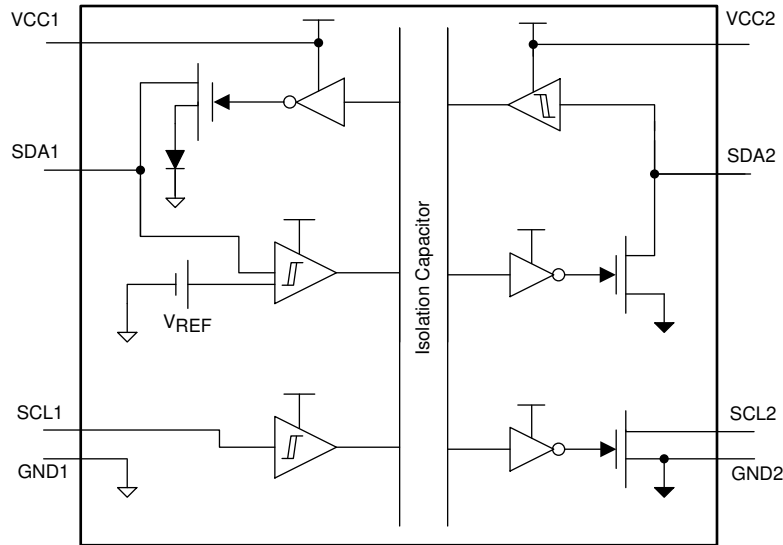 VCC1
VCC2
SDA1
SDA2
Isolation Capacitor
VREF
SCL1
SCL2
GND1
GND2